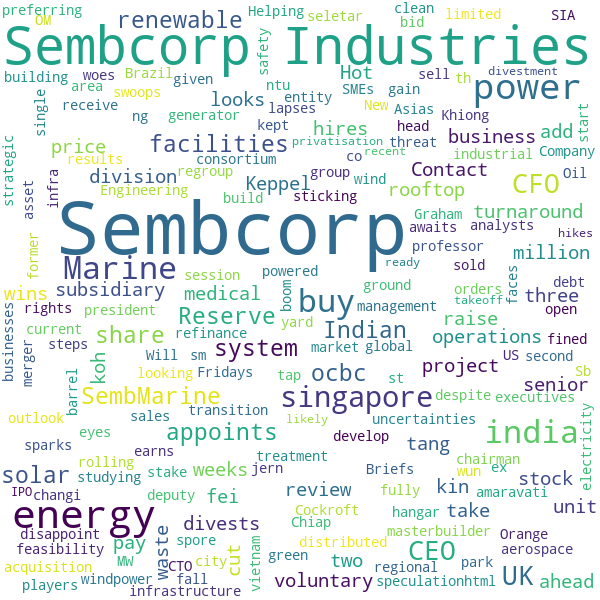 preferring
OM
renewable
Helping
seletar
clean
bid
limited
SIA
Sembcorp Industries
building
woes
Brazil
given
ntu
safety
Hot
sell
th
divestment
area
swoops
looks
entity
SMEs
gain
Asias
power
strategic
single
receive
ng
generator
lapses
kept
New
Khiong
start
price
facilities
hires
privatisation
threat
head
business
add
results
consortium
co
recent
industrial
Company
asset
infra
division
regroup
Keppel
group
wind
Contact
CFO
Oil
Engineering
build
sticking
rooftop
former
Sembcorp
Graham
turnaround
awaits
analysts
hikes
professor
Marine
session
powered
ready
sold
million
wins
subsidiary
medical
boom
ground
management
orders
takeoff
faces
three
debt
rights
president
Reserve
buy
raise
open
businesses
current
share
yard
Indian
operations
fined
merger
steps
koh
refinance
market
global
US
second
Will
sm
Fridays
system
project
barrel
looking
tap
ocbc
st
senior
Sb
SembMarine
singapore
despite
executives
outlook
sales
transition
likely
uncertainties
electricity
sparks
eyes
earns
appoints
develop
tang
chairman
india
rolling
treatment
Briefs
wun
ex
solar
studying
stake
weeks
jern
review
fully
kin
amaravati
stock
IPO
changi
deputy
fei
Cockroft
hangar
take
unit
energy
divests
Chiap
masterbuilder
disappoint
spore
distributed
Orange
feasibility
pay
waste
cut
vietnam
two
CEO
aerospace
acquisition
MW
CTO
city
green
regional
park
UK
players
windpower
fall
infrastructure
voluntary
speculationhtml
ahead